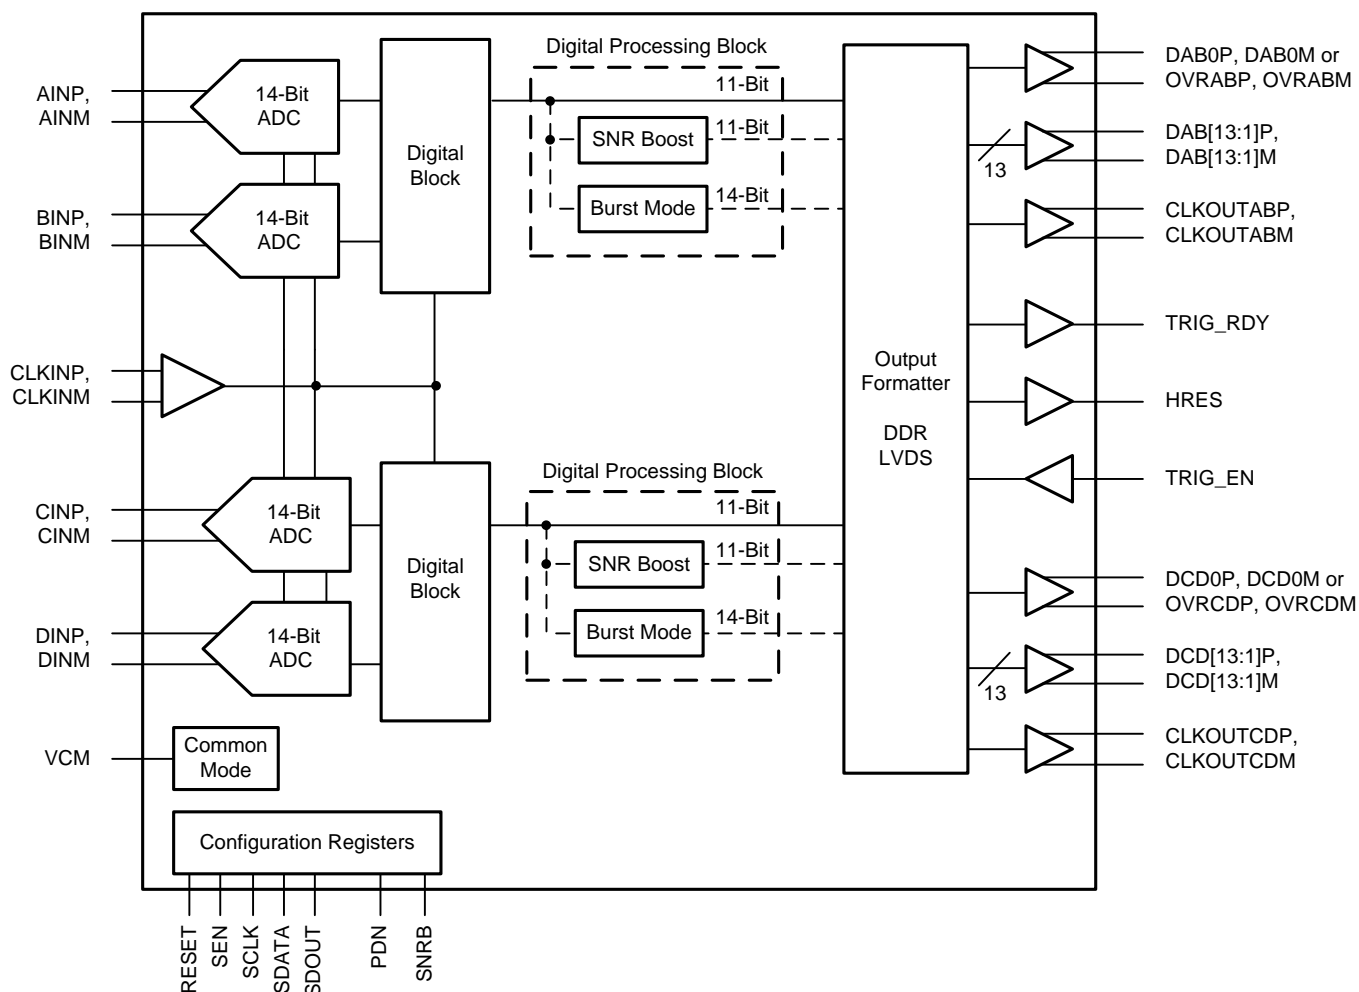 AINP,
AINM
14-Bit
ADC
BINP,
BINM
14-Bit
ADC
CLKINP,
CLKINM
CINP,
CINM
14-Bit
ADC
DINP,
DINM
14-Bit
ADC
VCM
Common
Mode
Configuration Registers
RESET
SEN
SCLK
SDATA
SDOUT
PDN
SNRB
Digital
Block
Digital
Block
Digital Processing Block
11-Bit
SNR Boost
11-Bit
Burst Mode
14-Bit
Digital Processing Block
11-Bit
SNR Boost
11-Bit
Burst Mode
14-Bit
Output
Formatter
DDR
LVDS
DAB0P, DAB0M or
OVRABP, OVRABM
13
DAB[13:1]P,
DAB[13:1]M
CLKOUTABP,
CLKOUTABM
TRIG_RDY
HRES
TRIG_EN
DCD0P, DCD0M or
OVRCDP, OVRCDM
13
DCD[13:1]P,
DCD[13:1]M
CLKOUTCDP,
CLKOUTCDM